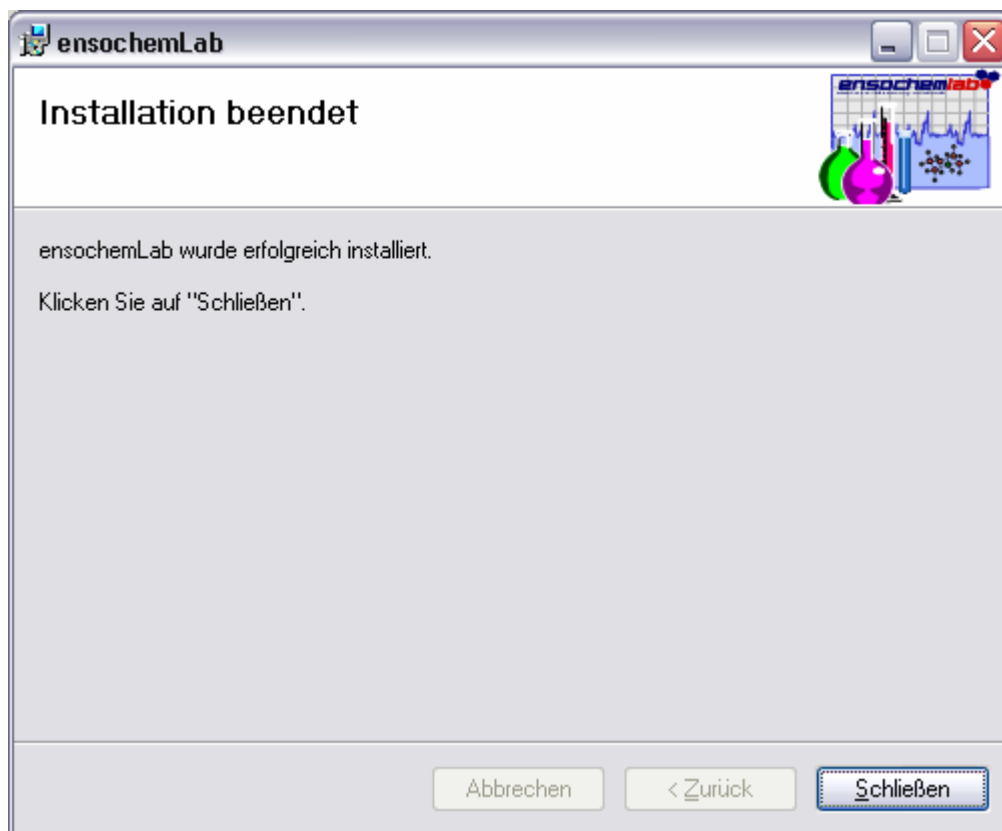 ensochemLab
Installation beendet
ensochemlab
ensochemLab wurde erfolgreich installiert.
Klicken Sie auf "Schließen".
Abbrechen
< Zurück
Schließen